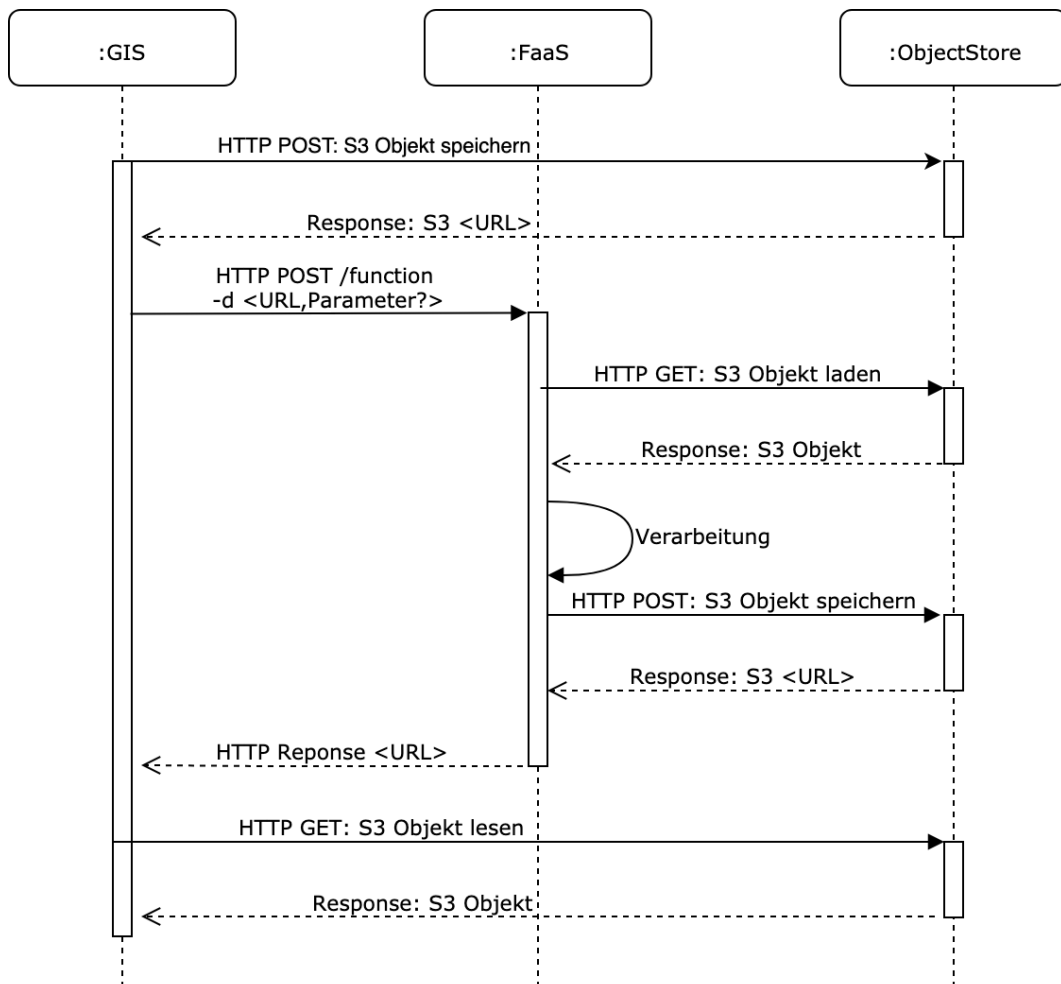 :GIS
:FaaS
:ObjectStore
HTTP POST: S3 Objekt speichern
Response: S3 <URL>
HTTP POST /function
-d <URL,Parameter?>
HTTP GET: S3 Objekt laden
Response: S3 Objekt
Verarbeitung
HTTP POST: S3 Objekt speichern
Response: S3 <URL>
HTTP Reponse <URL>
HTTP GET: S3 Objekt lesen
Response: S3 Objekt